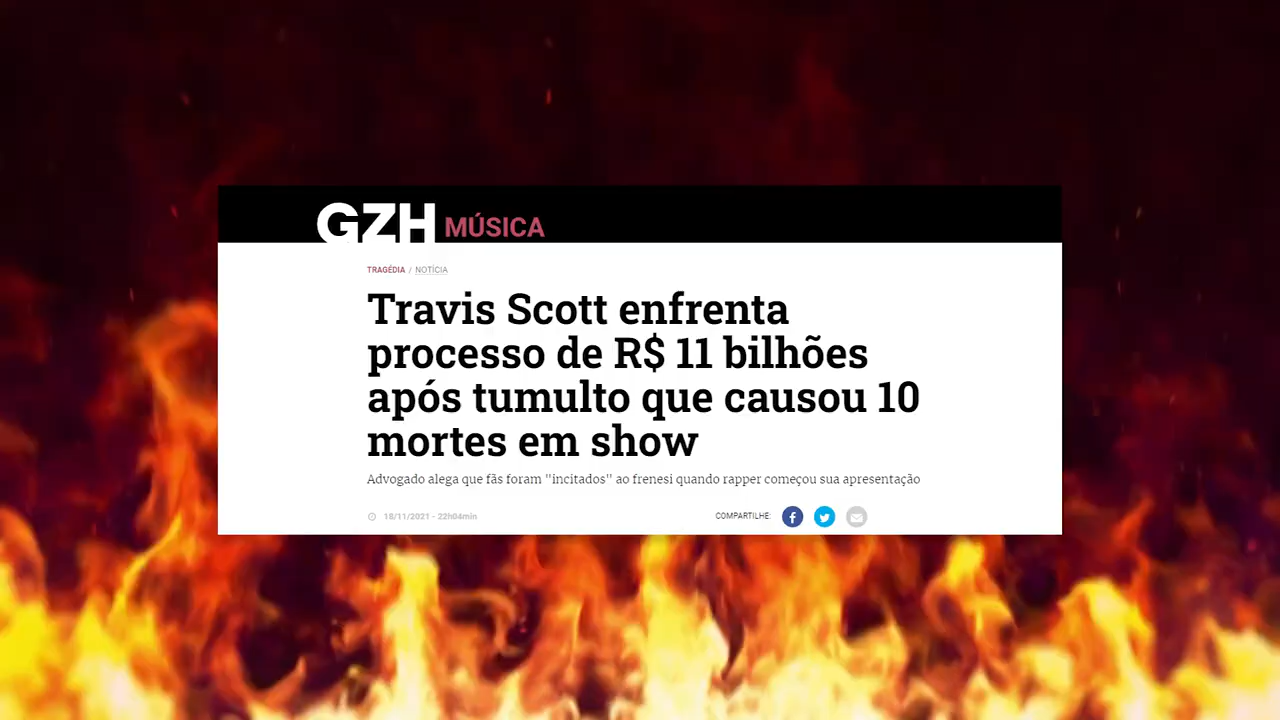 GZH MÚSICA
TRAGÉDIA / NOTÍCIA
Travis Scott enfrenta
processo de R$ 11 bilhões
após tumulto que causou 10
mortes em show
Advogado alega que fãs foram "incitados" ao frenesi quando rapper começou sua apresentação
18/11/2021 - 22h04min
COMPARTILHE: